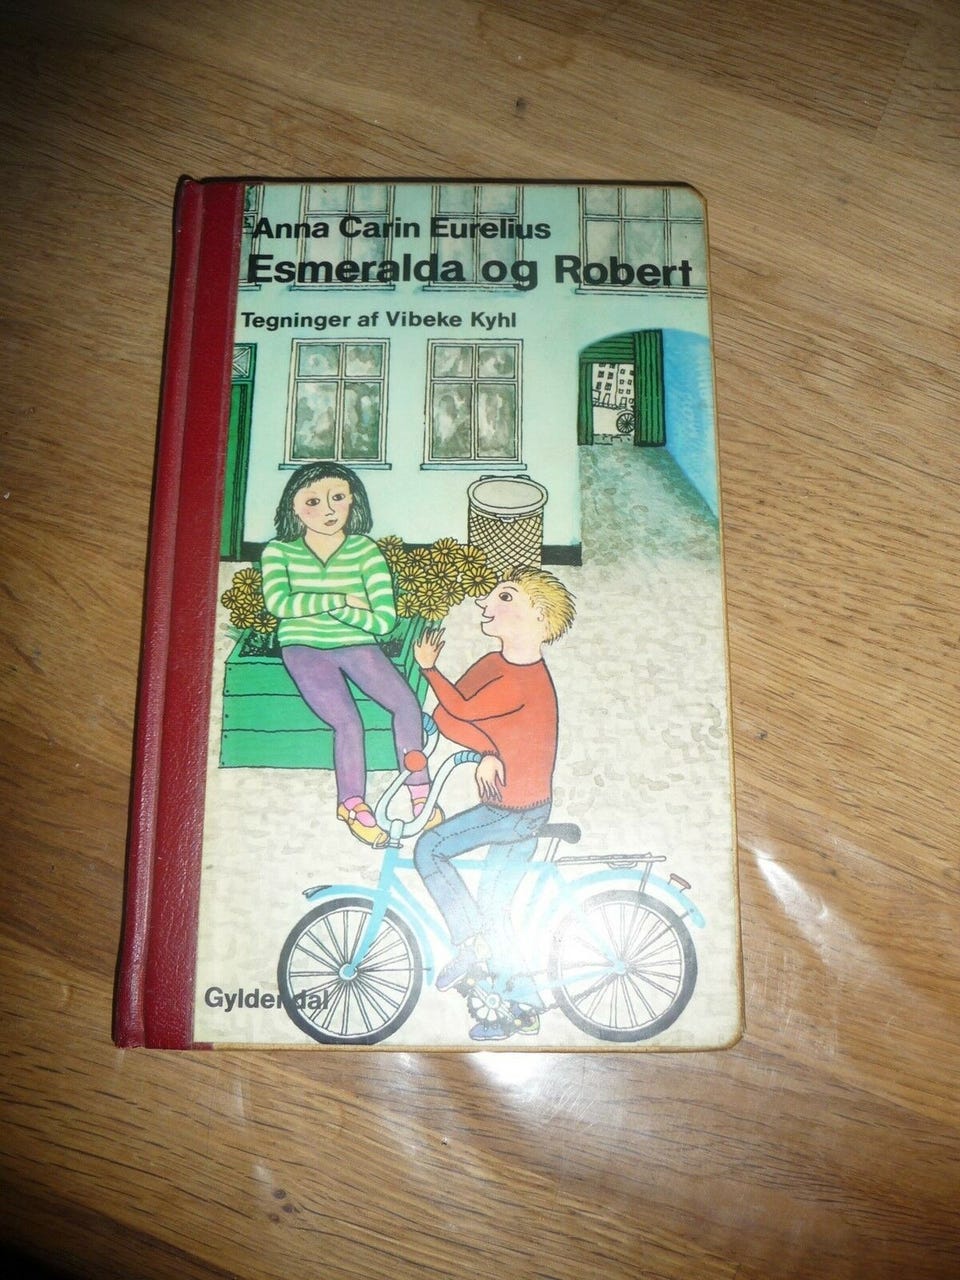 Anna Carin Eurelius
Esmeralda og Robert
Tegninger af Vibeke Kyhl
Gyldendal